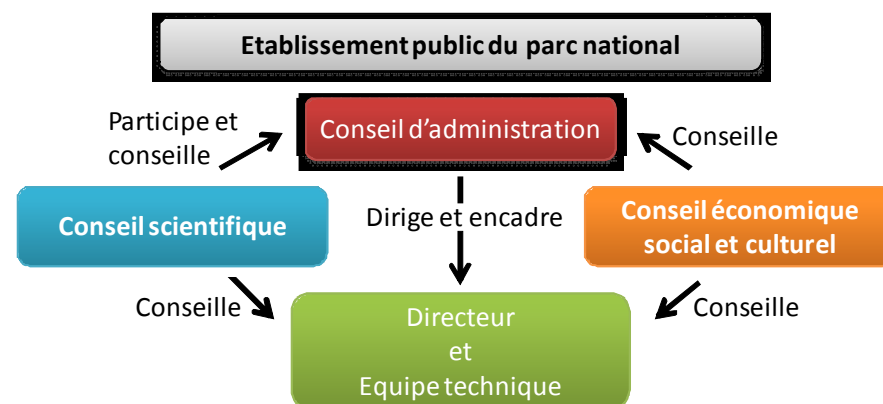 Etablissement public du parc national
Participe et
conseille
Conseil d'administration
Conseille
Conseil scientifique
Dirige et encadre
Conseil économique
social et culturel
Conseille
Directeur
et
Equipe technique
Conseille